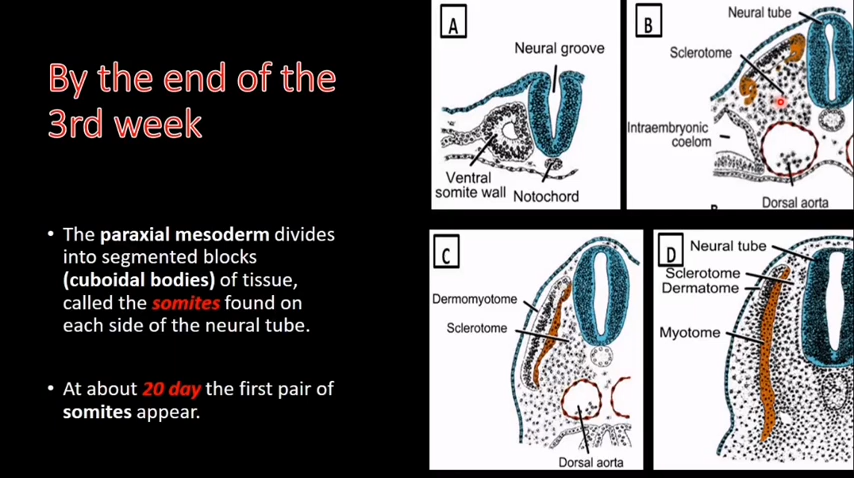 By the end of the
3rd week
• The paraxial mesoderm divides
into segmented blocks
(cuboidal bodies) of tissue,
called the somites found on
each side of the neural tube.
• At about 20 day the first pair of
somites appear.
A
Neural groove
Ventral
somite wall
Notochord
B
Neural tube
Sclerotome
Intraembryonic
coelom
Dorsal aorta
C
Dermomyotome
Sclerotome
Dorsal aorta
D
Neural tube
Sclerotome
Dermatome
Myotome